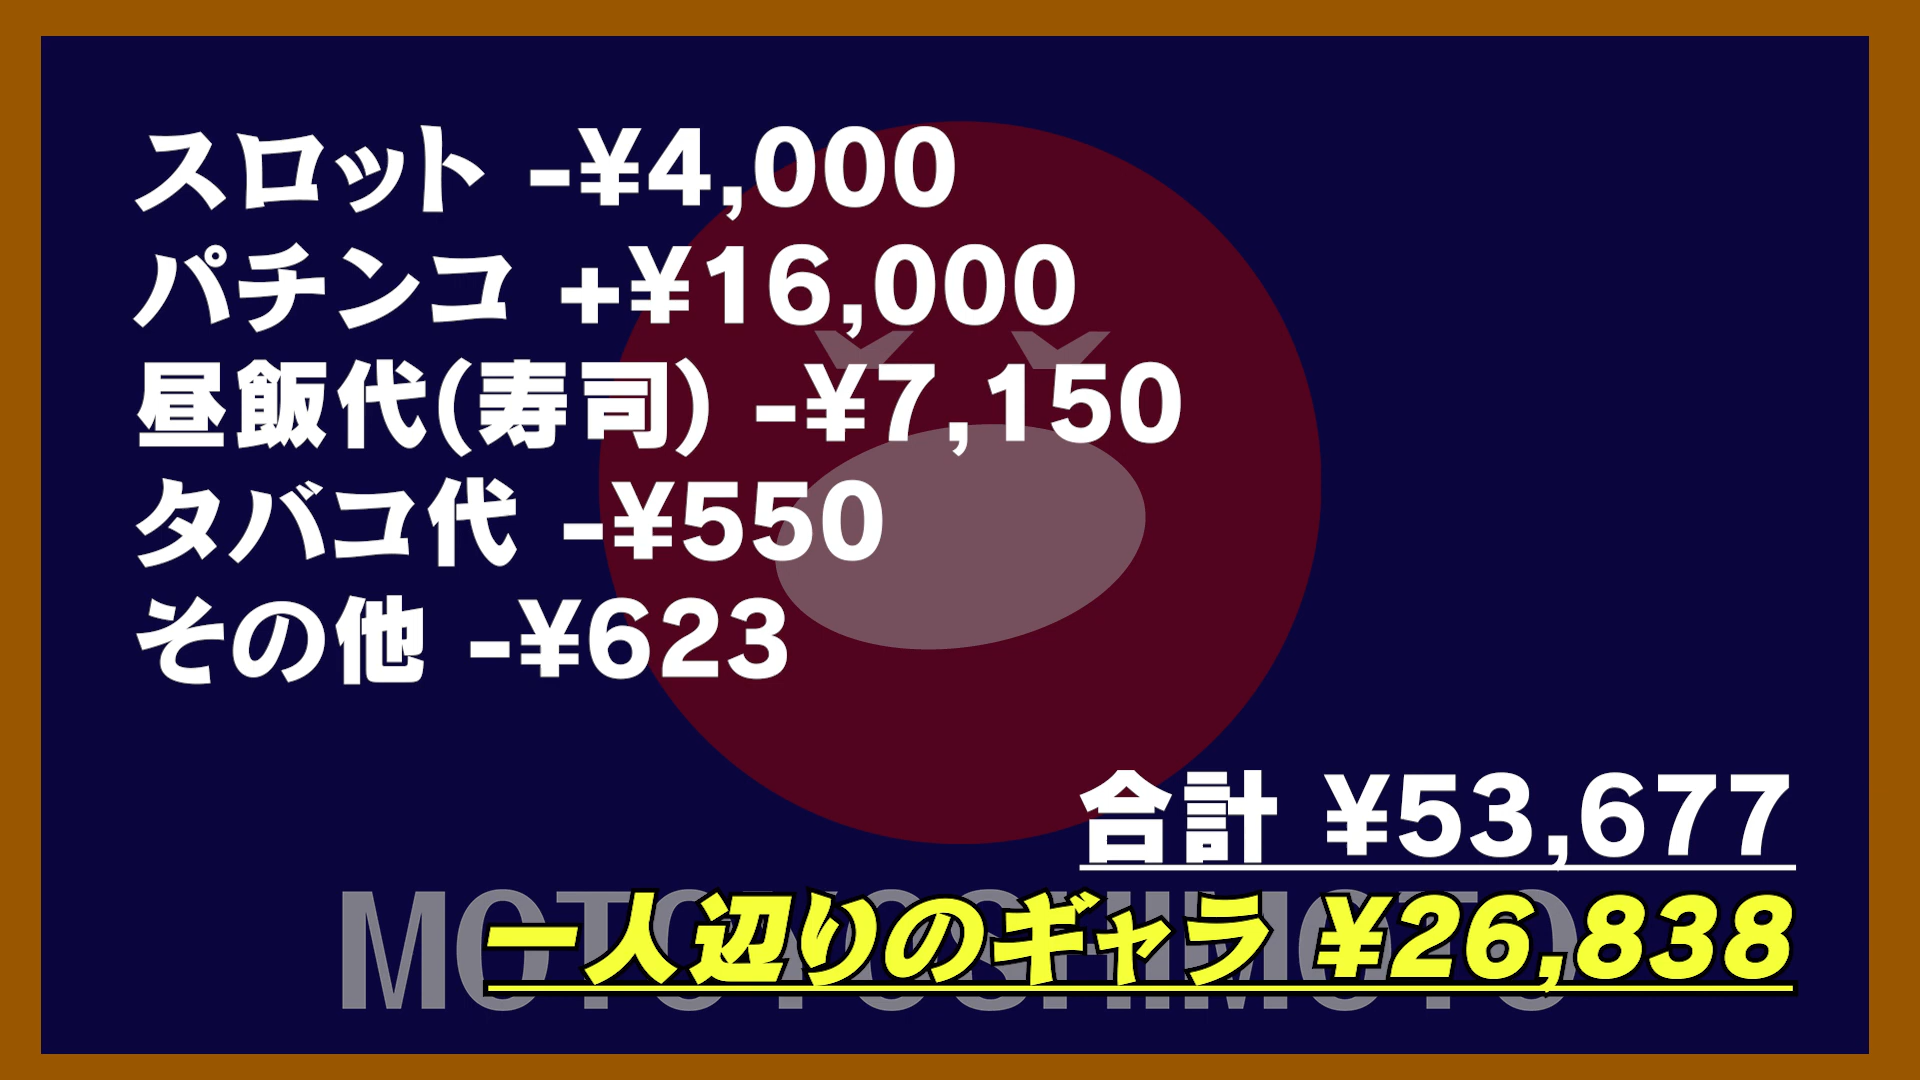 スロット -¥4,000
パチンコ +¥16,000
昼飯代(寿司) -¥7,150
タバコ代 -¥550
その他 -¥623
合計 ¥53,677
一人辺りのギャラ ¥26,838
MOTOYOSHIMOTO